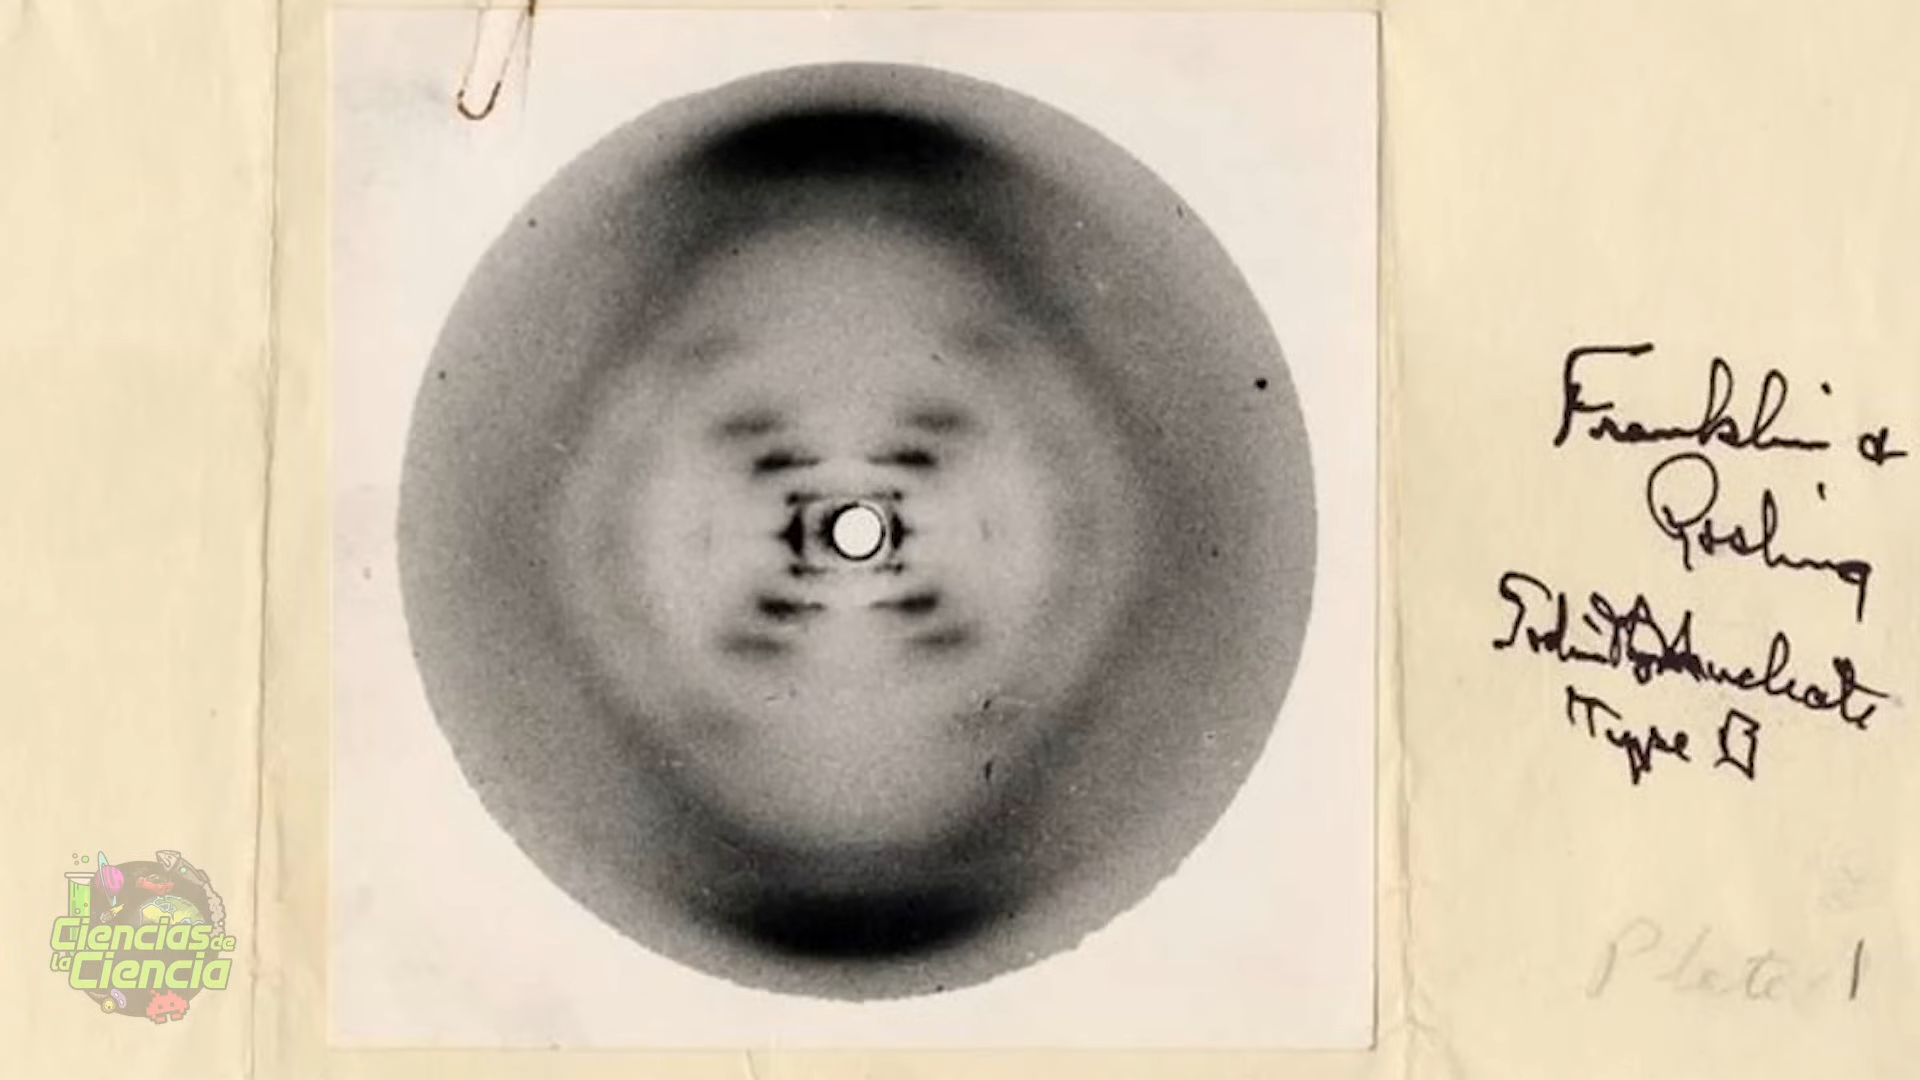 Franklin &
Gosling
Type B
Plate 1
Ciencias de
la Ciencia